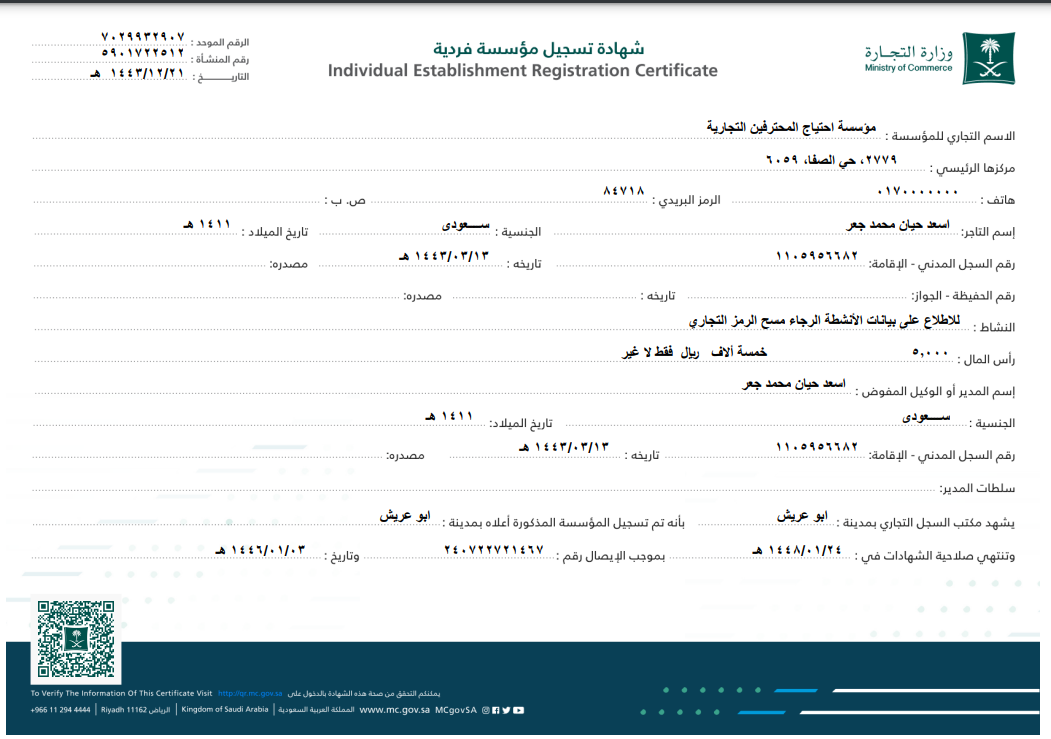 وزارة التجارة
Ministry of Commerce
شهادة تسجيل مؤسسة فردية
Individual Establishment Registration Certificate
الرقم الموحد : ٧٠٢٩٩٣٢٩٠٧
رقم المنشأة : ٥٩٠١٧٢٢٥١٢
التاريـــــخ : ١٤٤٣/١٢/٢١ هـ
الاسم التجاري للمؤسسة : مؤسسة احتياج المحترفين التجارية
مركزها الرئيسي : ٢٧٧٩، حي الصفا، ٦٠٥٩
هاتف : ٠١٧٠٠٠٠٠٠٠ الرمز البريدي : ٨٤٧١٨ ص. ب :
إسم التاجر: اسعد حيان محمد جعر الجنسية : ســـعودى تاريخ الميلاد : ١٤١١ هـ
رقم السجل المدني - الإقامة: ١١٠٥٩٥٦٦٨٢ تاريخه : ١٤٤٣/٠٣/١٣ هـ مصدره:
رقم الحفيظة - الجواز: تاريخه : مصدره:
النشاط : للاطلاع على بيانات الأنشطة الرجاء مسح الرمز التجاري
رأس المال : ٥,٠٠٠ خمسة آلاف ريال فقط لا غير
إسم المدير أو الوكيل المفوض : اسعد حيان محمد جعر
الجنسية : ســـعودى تاريخ الميلاد: ١٤١١ هـ
رقم السجل المدني - الإقامة: ١١٠٥٩٥٦٦٨٢ تاريخه : ١٤٤٣/٠٣/١٣ هـ مصدره:
سلطات المدير:
يشهد مكتب السجل التجاري بمدينة : ابو عريش بأنه تم تسجيل المؤسسة المذكورة أعلاه بمدينة : ابو عريش
وتنتهي صلاحية الشهادات في : ١٤٤٨/٠١/٢٤ هـ بموجب الإيصال رقم : ٢٤٠٧٢٢٧٢١٤٦٧ وتاريخ : ١٤٤٦/٠١/٠٣ هـ
To Verify The Information Of This Certificate Visit http://qr.mc.gov.sa يمكنكم التحقق من صحة هذه الشهادة بالدخول على
+966 11 294 4444 | Riyadh 11162 الرياض | Kingdom of Saudi Arabia | المملكة العربية السعودية www.mc.gov.sa MCgovSA